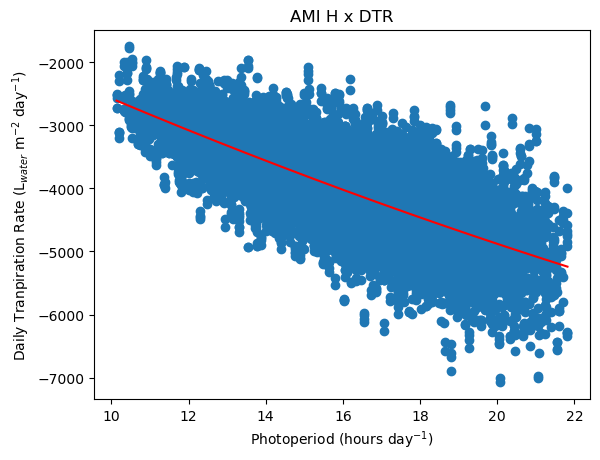 AMI H x DTR
Daily Tranpiration Rate (L_water m⁻² day⁻¹)
−2000
−3000
−4000
−5000
−6000
−7000
10 12 14 16 18 20 22
Photoperiod (hours day⁻¹)